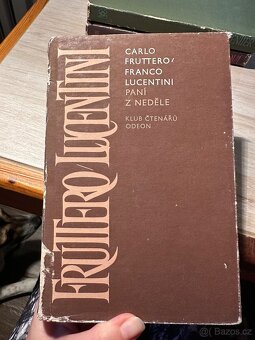 FRUTTERO/LUCENTINI
CARLO
FRUTTERO/
FRANCO
LUCENTINI
PANÍ
Z NEDĚLE
KLUB ČTENÁŘŮ
ODEON
Bazos.cz